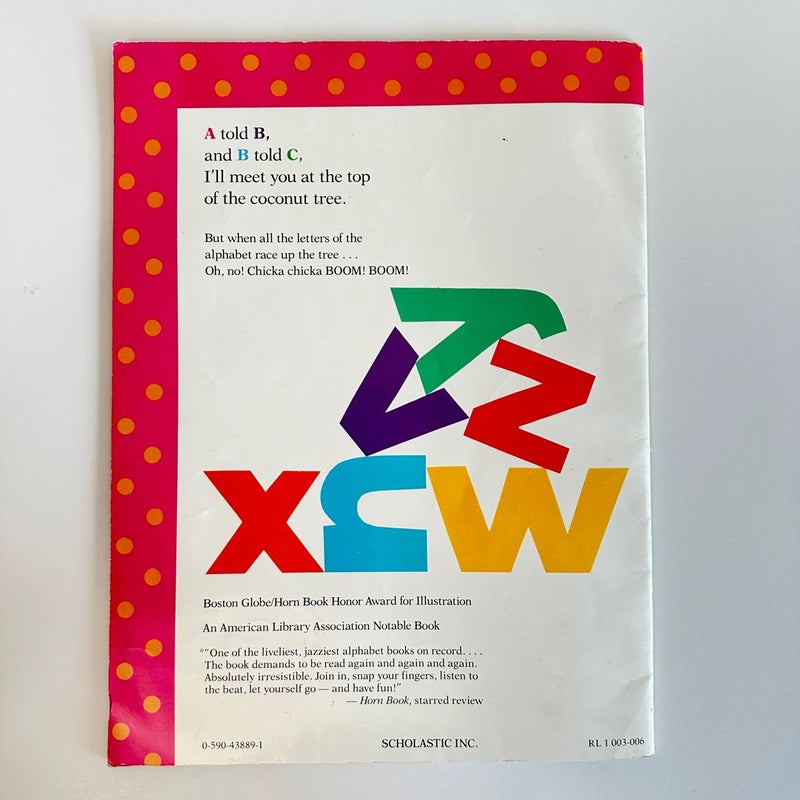 A told B,
and B told C,
I'll meet you at the top
of the coconut tree.
But when all the letters of the
alphabet race up the tree . . .
Oh, no! Chicka chicka BOOM! BOOM!
Y
V
Z
X
U
W
Boston Globe/Horn Book Honor Award for Illustration
An American Library Association Notable Book
*“One of the liveliest, jazziest alphabet books on record. . . .
The book demands to be read again and again and again.
Absolutely irresistible. Join in, snap your fingers, listen to
the beat, let yourself go — and have fun!”
— Horn Book, starred review
0-590-43889-1
SCHOLASTIC INC.
RL 1 003-006